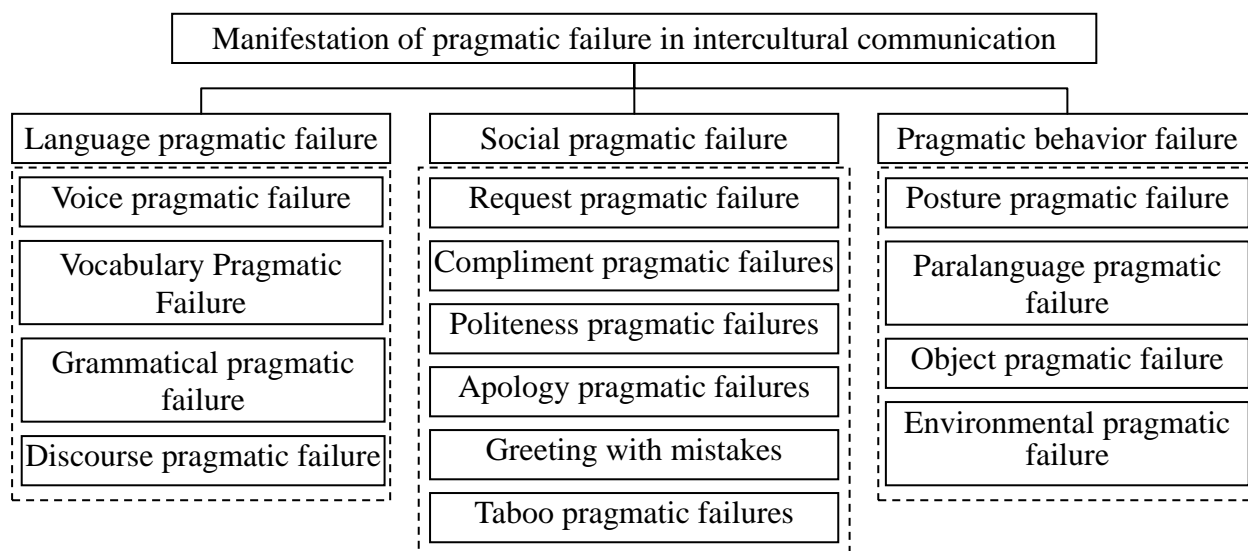 Manifestation of pragmatic failure in intercultural communication
Language pragmatic failure
Voice pragmatic failure
Vocabulary Pragmatic
Failure
Grammatical pragmatic
failure
Discourse pragmatic failure
Social pragmatic failure
Request pragmatic failure
Compliment pragmatic failures
Politeness pragmatic failures
Apology pragmatic failures
Greeting with mistakes
Taboo pragmatic failures
Pragmatic behavior failure
Posture pragmatic failure
Paralanguage pragmatic
failure
Object pragmatic failure
Environmental pragmatic
failure